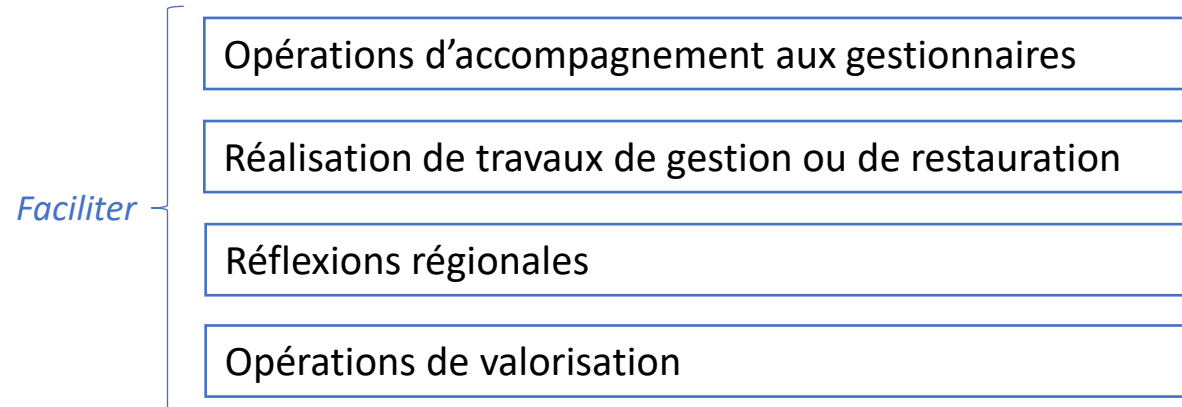 Opérations d’accompagnement aux gestionnaires
Réalisation de travaux de gestion ou de restauration
Faciliter
Réflexions régionales
Opérations de valorisation